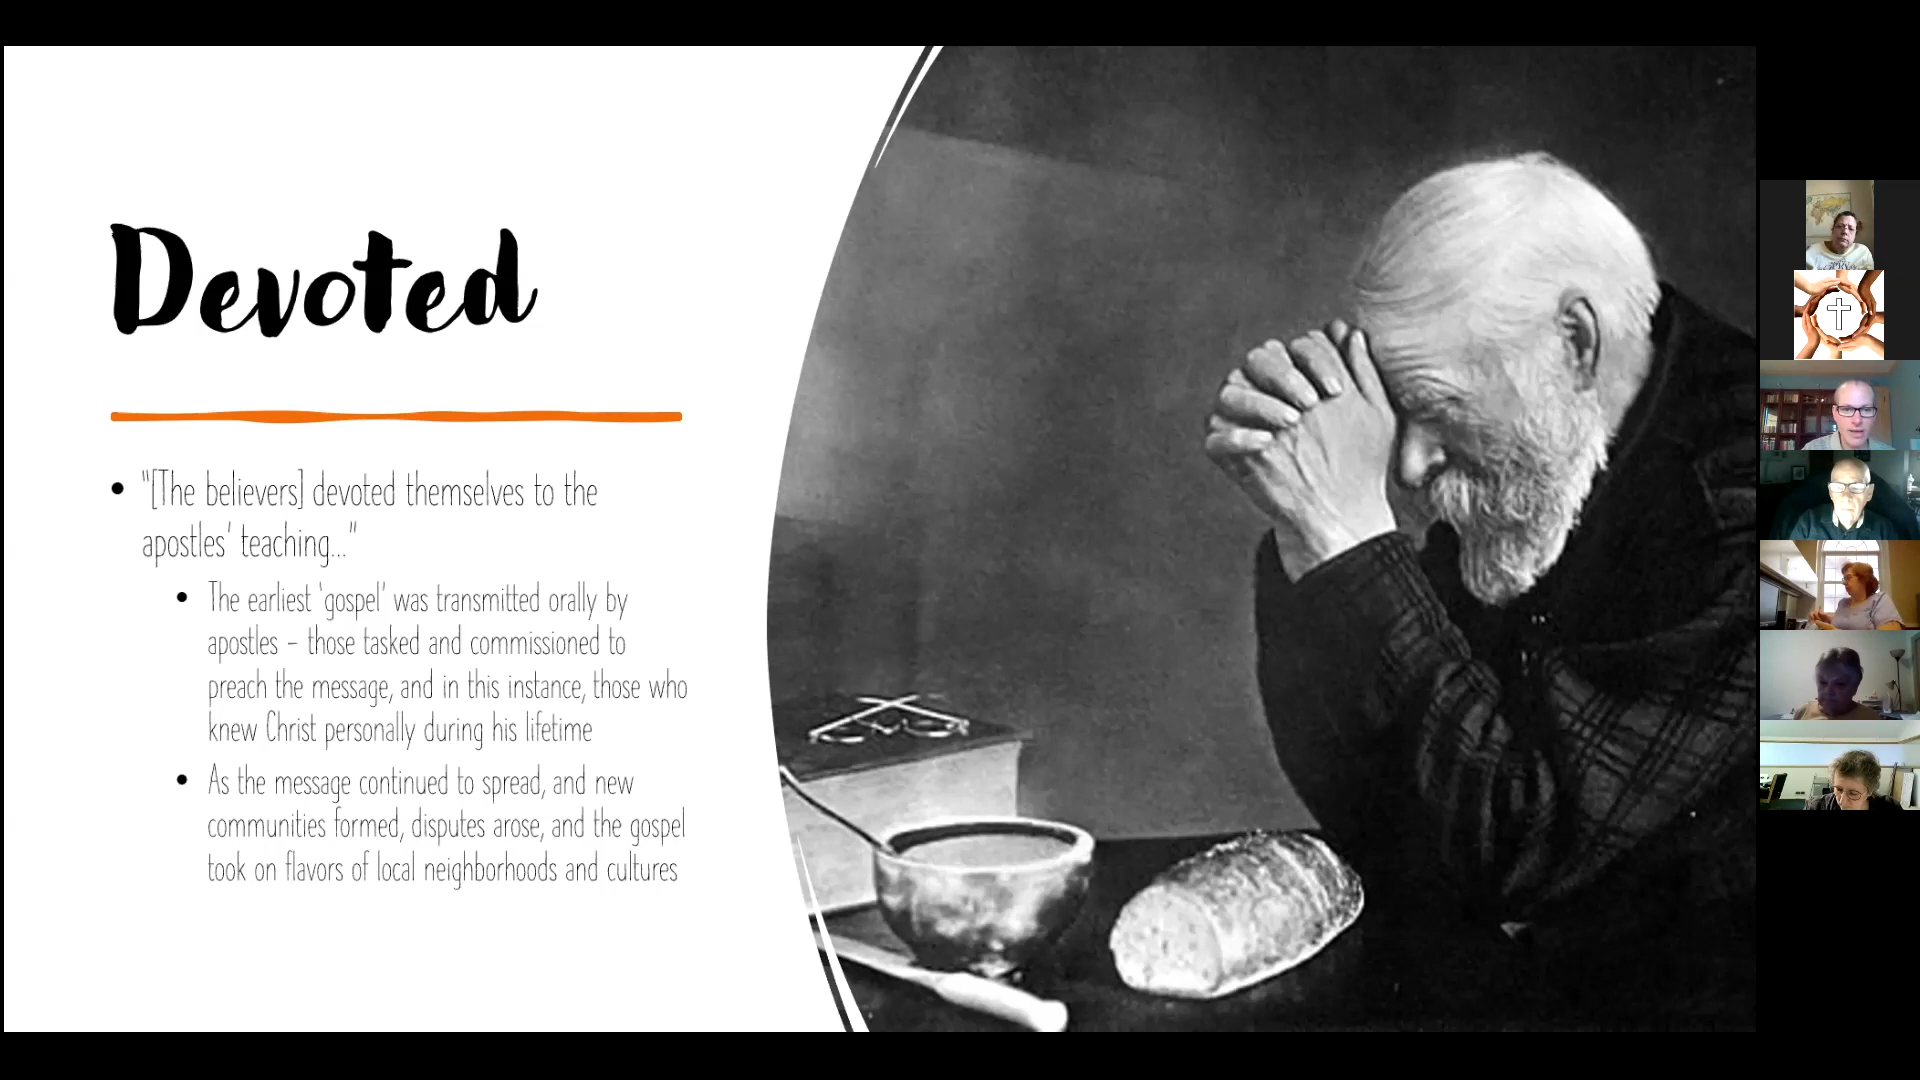 Devoted
• “[The believers] devoted themselves to the
apostles’ teaching…”
• The earliest ‘gospel’ was transmitted orally by
apostles – those tasked and commissioned to
preach the message, and in this instance, those who
knew Christ personally during his lifetime
• As the message continued to spread, and new
communities formed, disputes arose, and the gospel
took on flavors of local neighborhoods and cultures